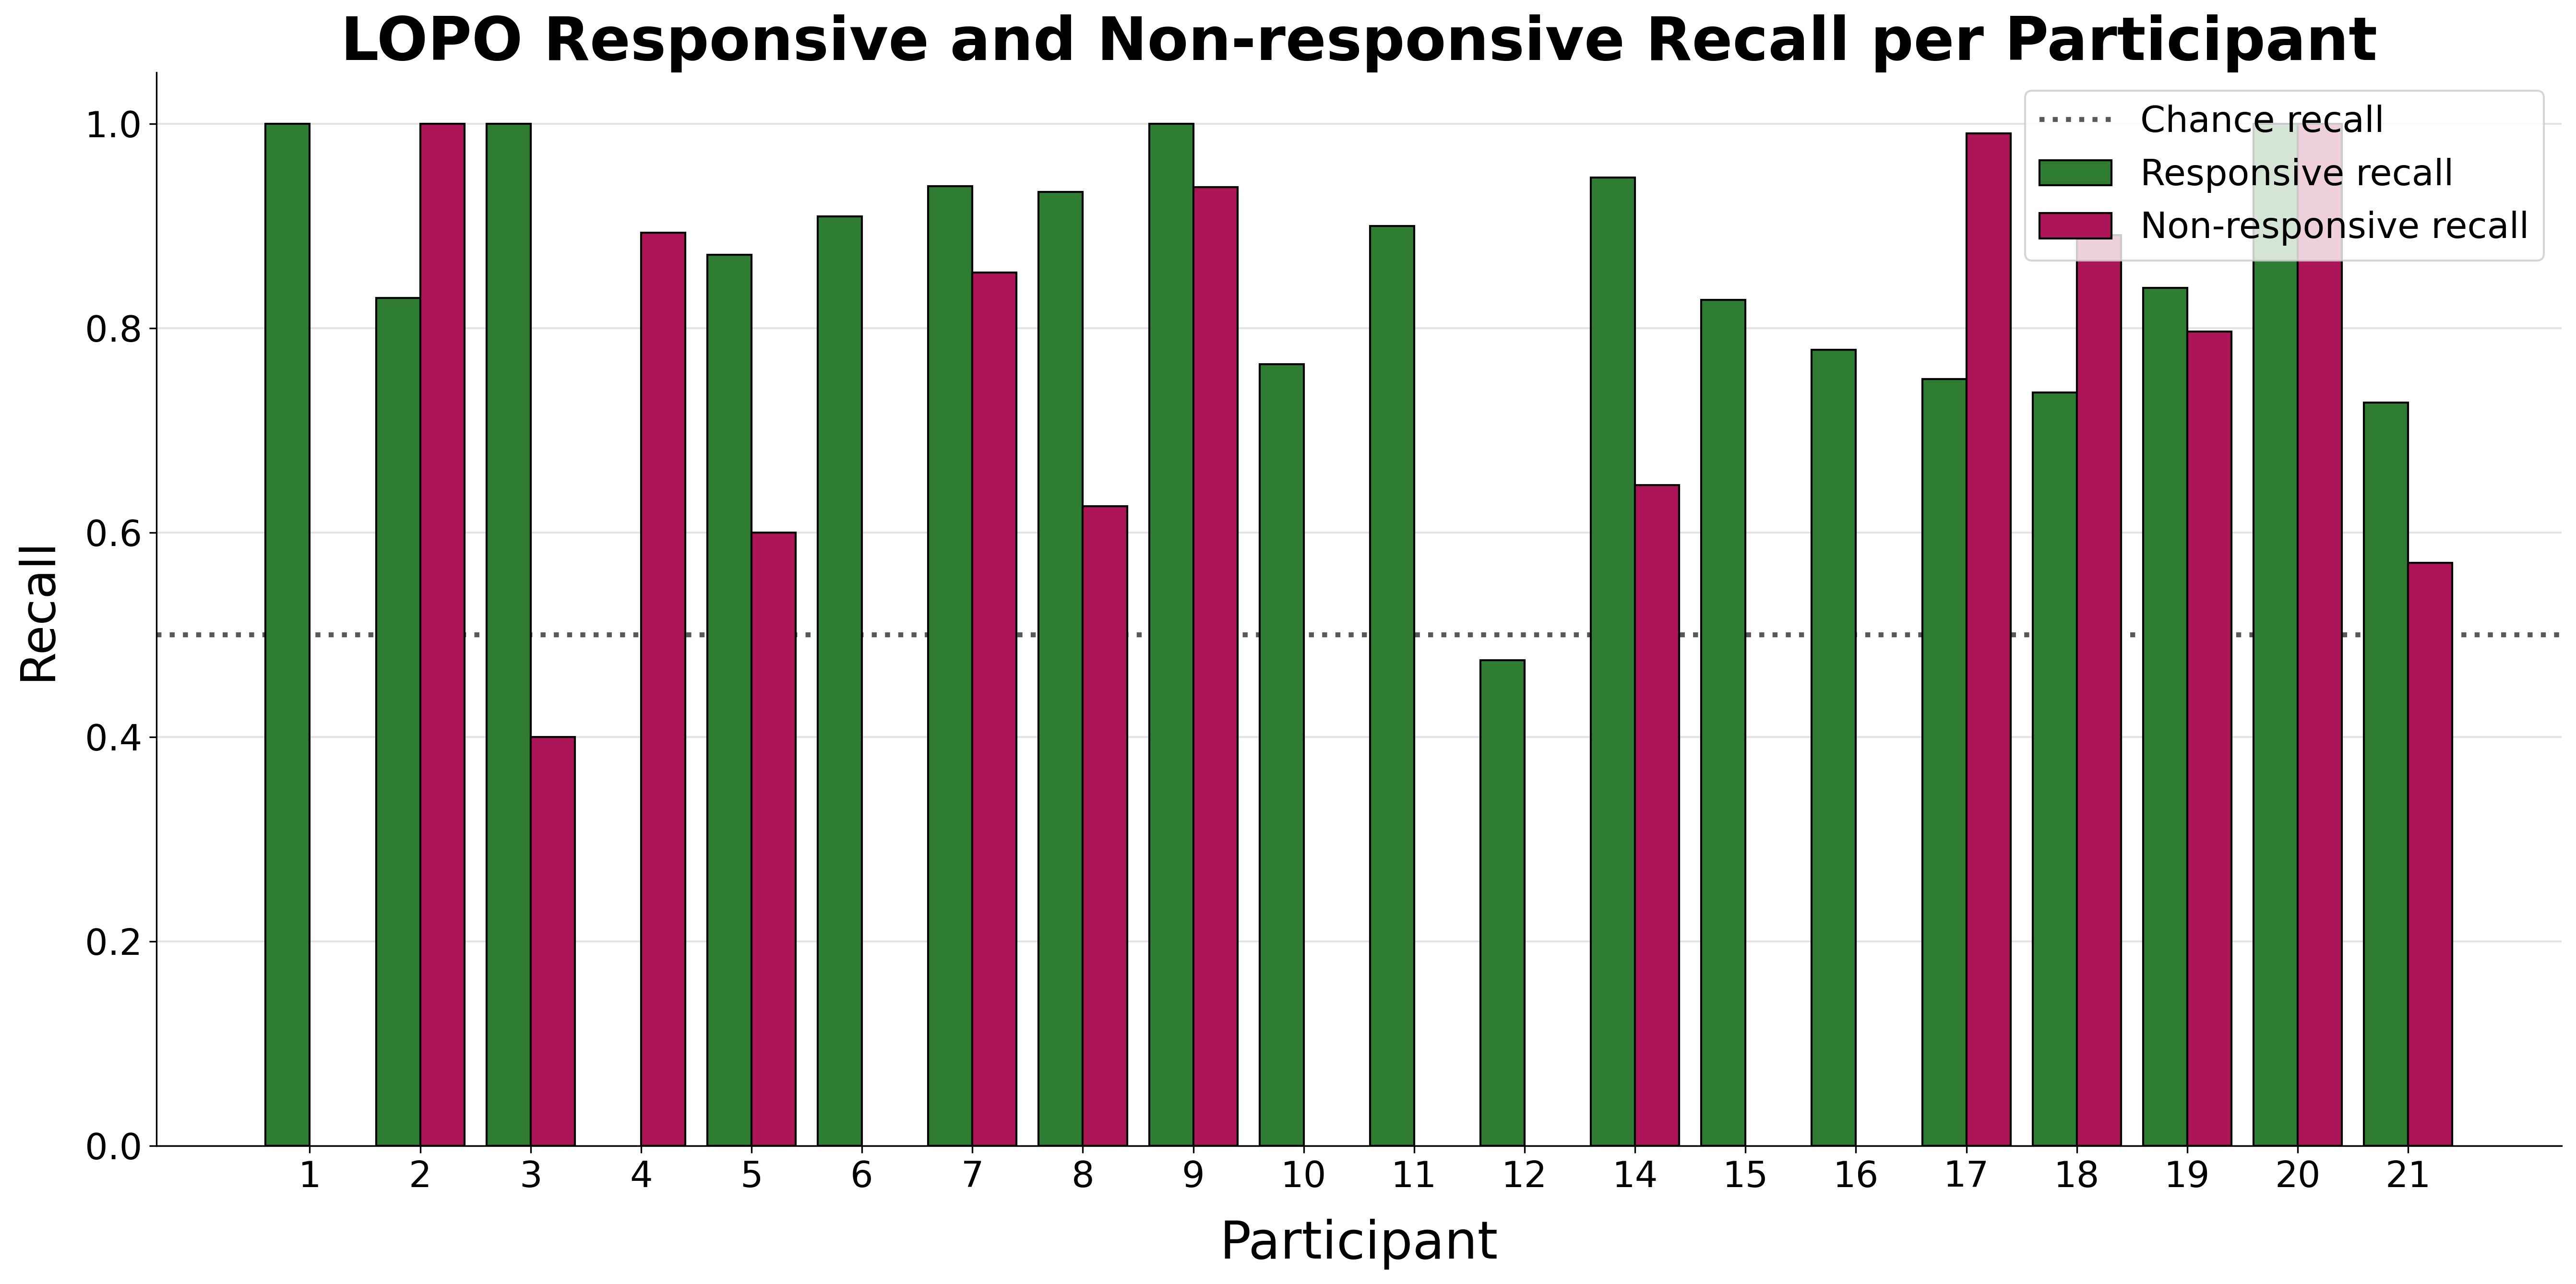 LOPO Responsive and Non-responsive Recall per Participant
Chance recall
Responsive recall
Non-responsive recall
Recall
1.0
0.8
0.6
0.4
0.2
0.0
1 2 3 4 5 6 7 8 9 10 11 12 14 15 16 17 18 19 20 21
Participant